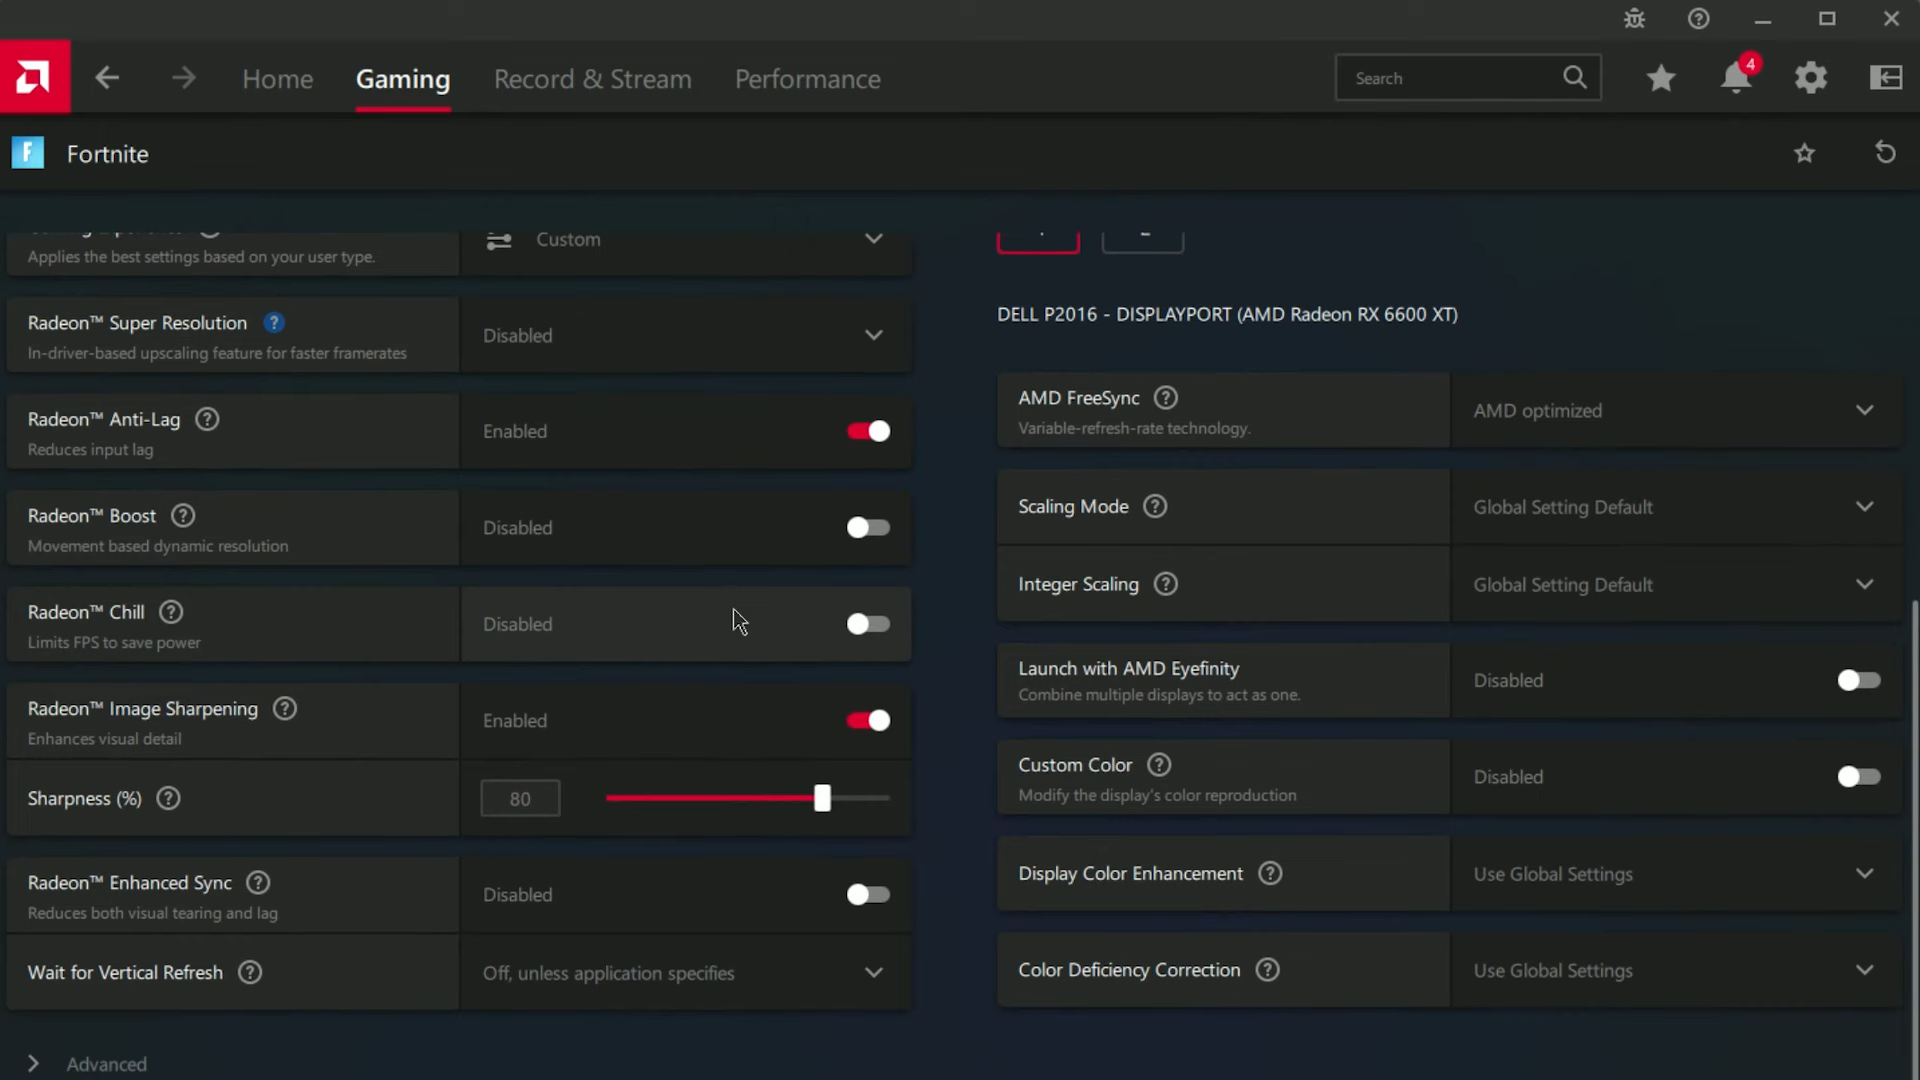 Home
Gaming
Record & Stream
Performance
Search
4
F
Fortnite
Custom
Applies the best settings based on your user type.
Radeon™ Super Resolution ?
In-driver-based upscaling feature for faster framerates
Disabled
Radeon™ Anti-Lag ?
Reduces input lag
Enabled
Radeon™ Boost ?
Movement based dynamic resolution
Disabled
Radeon™ Chill ?
Limits FPS to save power
Disabled
Radeon™ Image Sharpening ?
Enhances visual detail
Enabled
Sharpness (%) ?
80
Radeon™ Enhanced Sync ?
Reduces both visual tearing and lag
Disabled
Wait for Vertical Refresh ?
Off, unless application specifies
Advanced
DELL P2016 - DISPLAYPORT (AMD Radeon RX 6600 XT)
AMD FreeSync ?
Variable-refresh-rate technology.
AMD optimized
Scaling Mode ?
Global Setting Default
Integer Scaling ?
Global Setting Default
Launch with AMD Eyefinity
Combine multiple displays to act as one.
Disabled
Custom Color ?
Modify the display's color reproduction
Disabled
Display Color Enhancement ?
Use Global Settings
Color Deficiency Correction ?
Use Global Settings